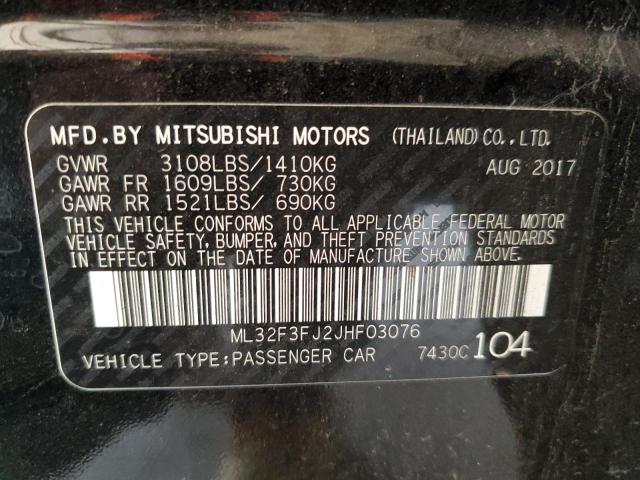 MFD.BY MITSUBISHI MOTORS (THAILAND)CO.,LTD.
GVWR 3108LBS/1410KG AUG 2017
GAWR FR 1609LBS/ 730KG
GAWR RR 1521LBS/ 690KG
THIS VEHICLE CONFORMS TO ALL APPLICABLE FEDERAL MOTOR
VEHICLE SAFETY, BUMPER, AND THEFT PREVENTION STANDARDS
IN EFFECT ON THE DATE OF MANUFACTURE SHOWN ABOVE.
ML32F3FJ2JHF03076
VEHICLE TYPE:PASSENGER CAR 7430C 104